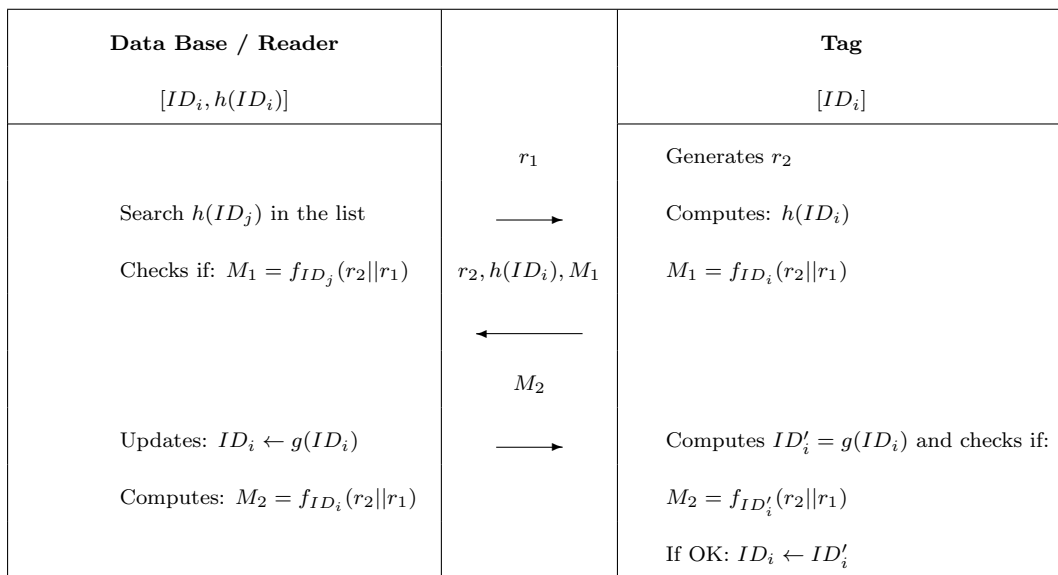 Data Base / Reader
Tag
[ID_i, h(ID_i)]
[ID_i]
r_1
Generates r_2
Search h(ID_j) in the list
Computes: h(ID_i)
Checks if: M_1 = f_{ID_j}(r_2||r_1)
r_2, h(ID_i), M_1
M_1 = f_{ID_i}(r_2||r_1)
M_2
Updates: ID_i ← g(ID_i)
Computes ID'_i = g(ID_i) and checks if:
Computes: M_2 = f_{ID_i}(r_2||r_1)
M_2 = f_{ID'_i}(r_2||r_1)
If OK: ID_i ← ID'_i